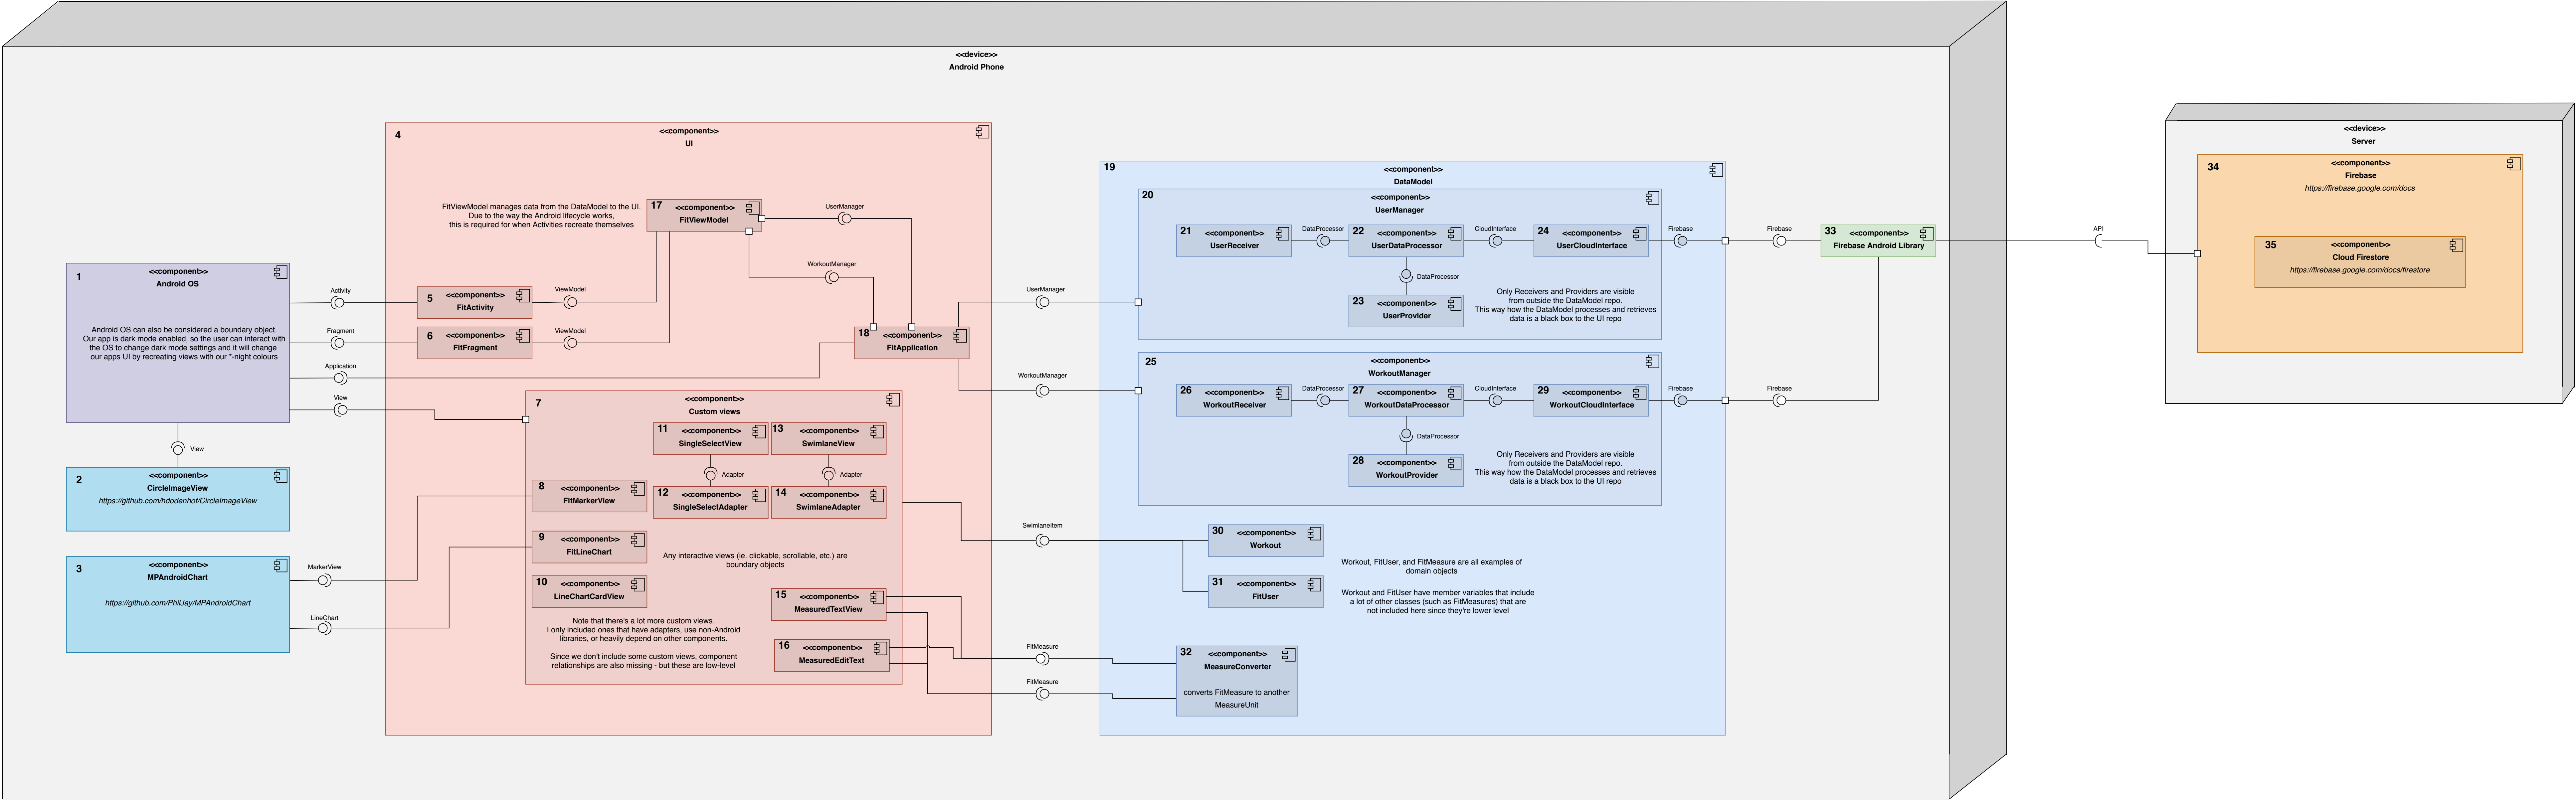 <<device>>
Android Phone
1
<<component>>
Android OS
Android OS can also be considered a boundary object.
Our app is dark mode enabled, so the user can interact with
the OS to change dark mode settings and it will change
our apps UI by recreating views with our *-night colours
Activity
Fragment
Application
View
View
2
<<component>>
CircleImageView
https://github.com/hdodenhof/CircleImageView
3
<<component>>
MPAndroidChart
https://github.com/PhilJay/MPAndroidChart
MarkerView
LineChart
4
<<component>>
UI
FitViewModel manages data from the DataModel to the UI.
Due to the way the Android lifecycle works,
this is required for when Activities recreate themselves
17
<<component>>
FitViewModel
UserManager
WorkoutManager
5
<<component>>
FitActivity
ViewModel
6
<<component>>
FitFragment
ViewModel
18
<<component>>
FitApplication
7
<<component>>
Custom views
11
<<component>>
SingleSelectView
13
<<component>>
SwimlaneView
Adapter
Adapter
8
<<component>>
FitMarkerView
12
<<component>>
SingleSelectAdapter
14
<<component>>
SwimlaneAdapter
9
<<component>>
FitLineChart
Any interactive views (ie. clickable, scrollable, etc.) are
boundary objects
10
<<component>>
LineChartCardView
15
<<component>>
MeasuredTextView
Note that there's a lot more custom views.
I only included ones that have adapters, use non-Android
libraries, or heavily depend on other components.
Since we don't include some custom views, component
relationships are also missing - but these are low-level
16
<<component>>
MeasuredEditText
UserManager
WorkoutManager
SwimlaneItem
FitMeasure
FitMeasure
19
<<component>>
DataModel
20
<<component>>
UserManager
21
<<component>>
UserReceiver
DataProcessor
22
<<component>>
UserDataProcessor
CloudInterface
24
<<component>>
UserCloudInterface
Firebase
DataProcessor
23
<<component>>
UserProvider
Only Receivers and Providers are visible
from outside the DataModel repo.
This way how the DataModel processes and retrieves
data is a black box to the UI repo
25
<<component>>
WorkoutManager
26
<<component>>
WorkoutReceiver
DataProcessor
27
<<component>>
WorkoutDataProcessor
CloudInterface
29
<<component>>
WorkoutCloudInterface
Firebase
DataProcessor
28
<<component>>
WorkoutProvider
Only Receivers and Providers are visible
from outside the DataModel repo.
This way how the DataModel processes and retrieves
data is a black box to the UI repo
30
<<component>>
Workout
31
<<component>>
FitUser
Workout, FitUser, and FitMeasure are all examples of
domain objects
Workout and FitUser have member variables that include
a lot of other classes (such as FitMeasures) that are
not included here since they're lower level
32
<<component>>
MeasureConverter
converts FitMeasure to another
MeasureUnit
Firebase
Firebase
33
<<component>>
Firebase Android Library
API
<<device>>
Server
34
<<component>>
Firebase
https://firebase.google.com/docs
35
<<component>>
Cloud Firestore
https://firebase.google.com/docs/firestore